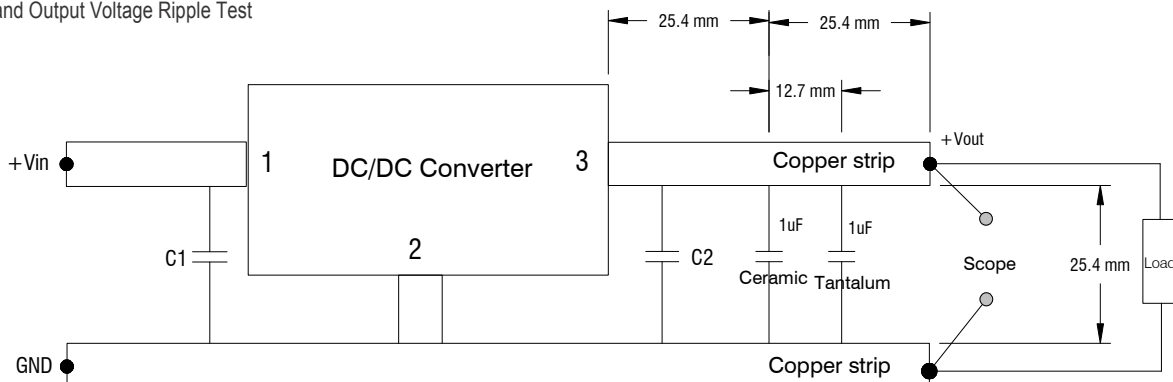 and Output Voltage Ripple Test
25.4 mm
25.4 mm
12.7 mm
+Vin
1
DC/DC Converter
3
Copper strip
+Vout
2
C1
C2
1uF
1uF
Ceramic
Tantalum
Scope
25.4 mm
Load
GND
Copper strip